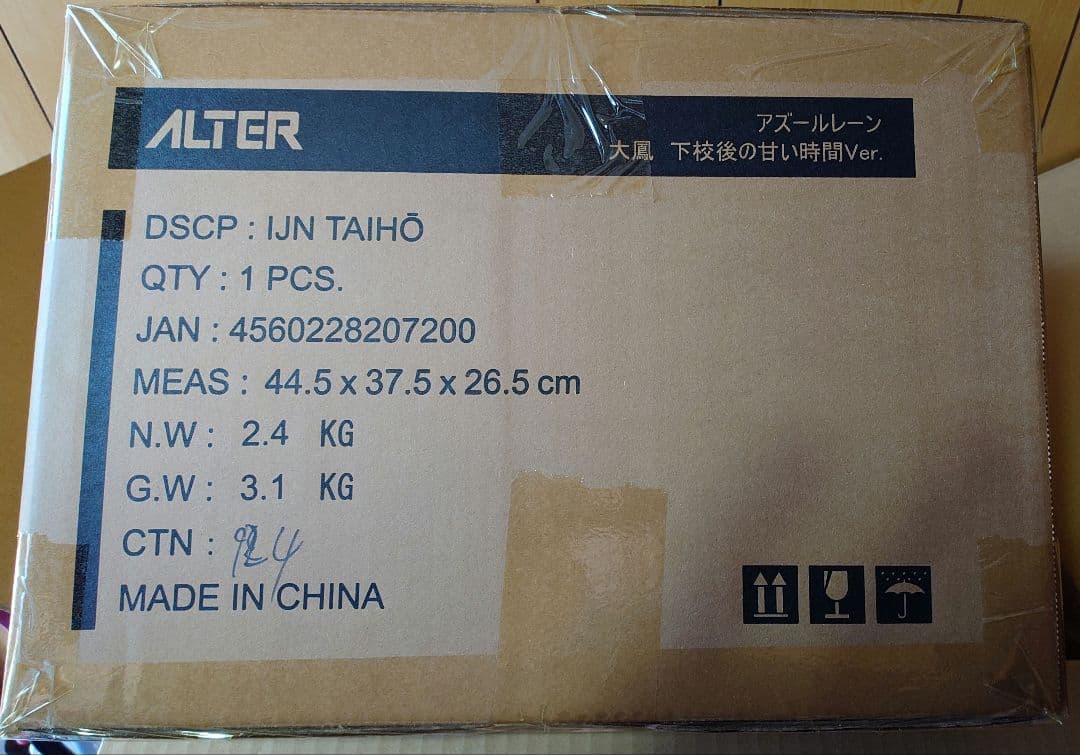 ALTER
アズールレーン
大鳳 下校後の甘い時間Ver.
DSCP : IJN TAIHŌ
QTY : 1 PCS.
JAN : 4560228207200
MEAS : 44.5 x 37.5 x 26.5 cm
N.W : 2.4 KG
G.W : 3.1 KG
CTN :
MADE IN CHINA